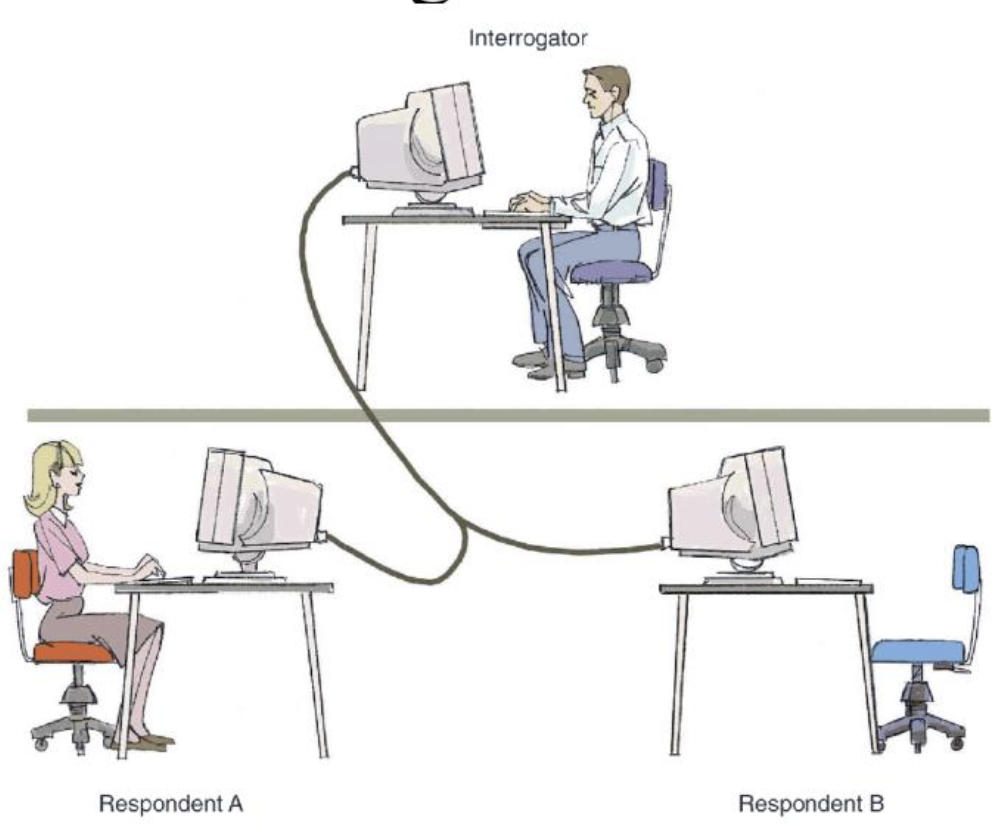 Interrogator
Respondent A
Respondent B